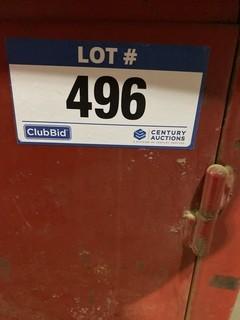 LOT #
496
ClubBid
CENTURY
AUCTIONS